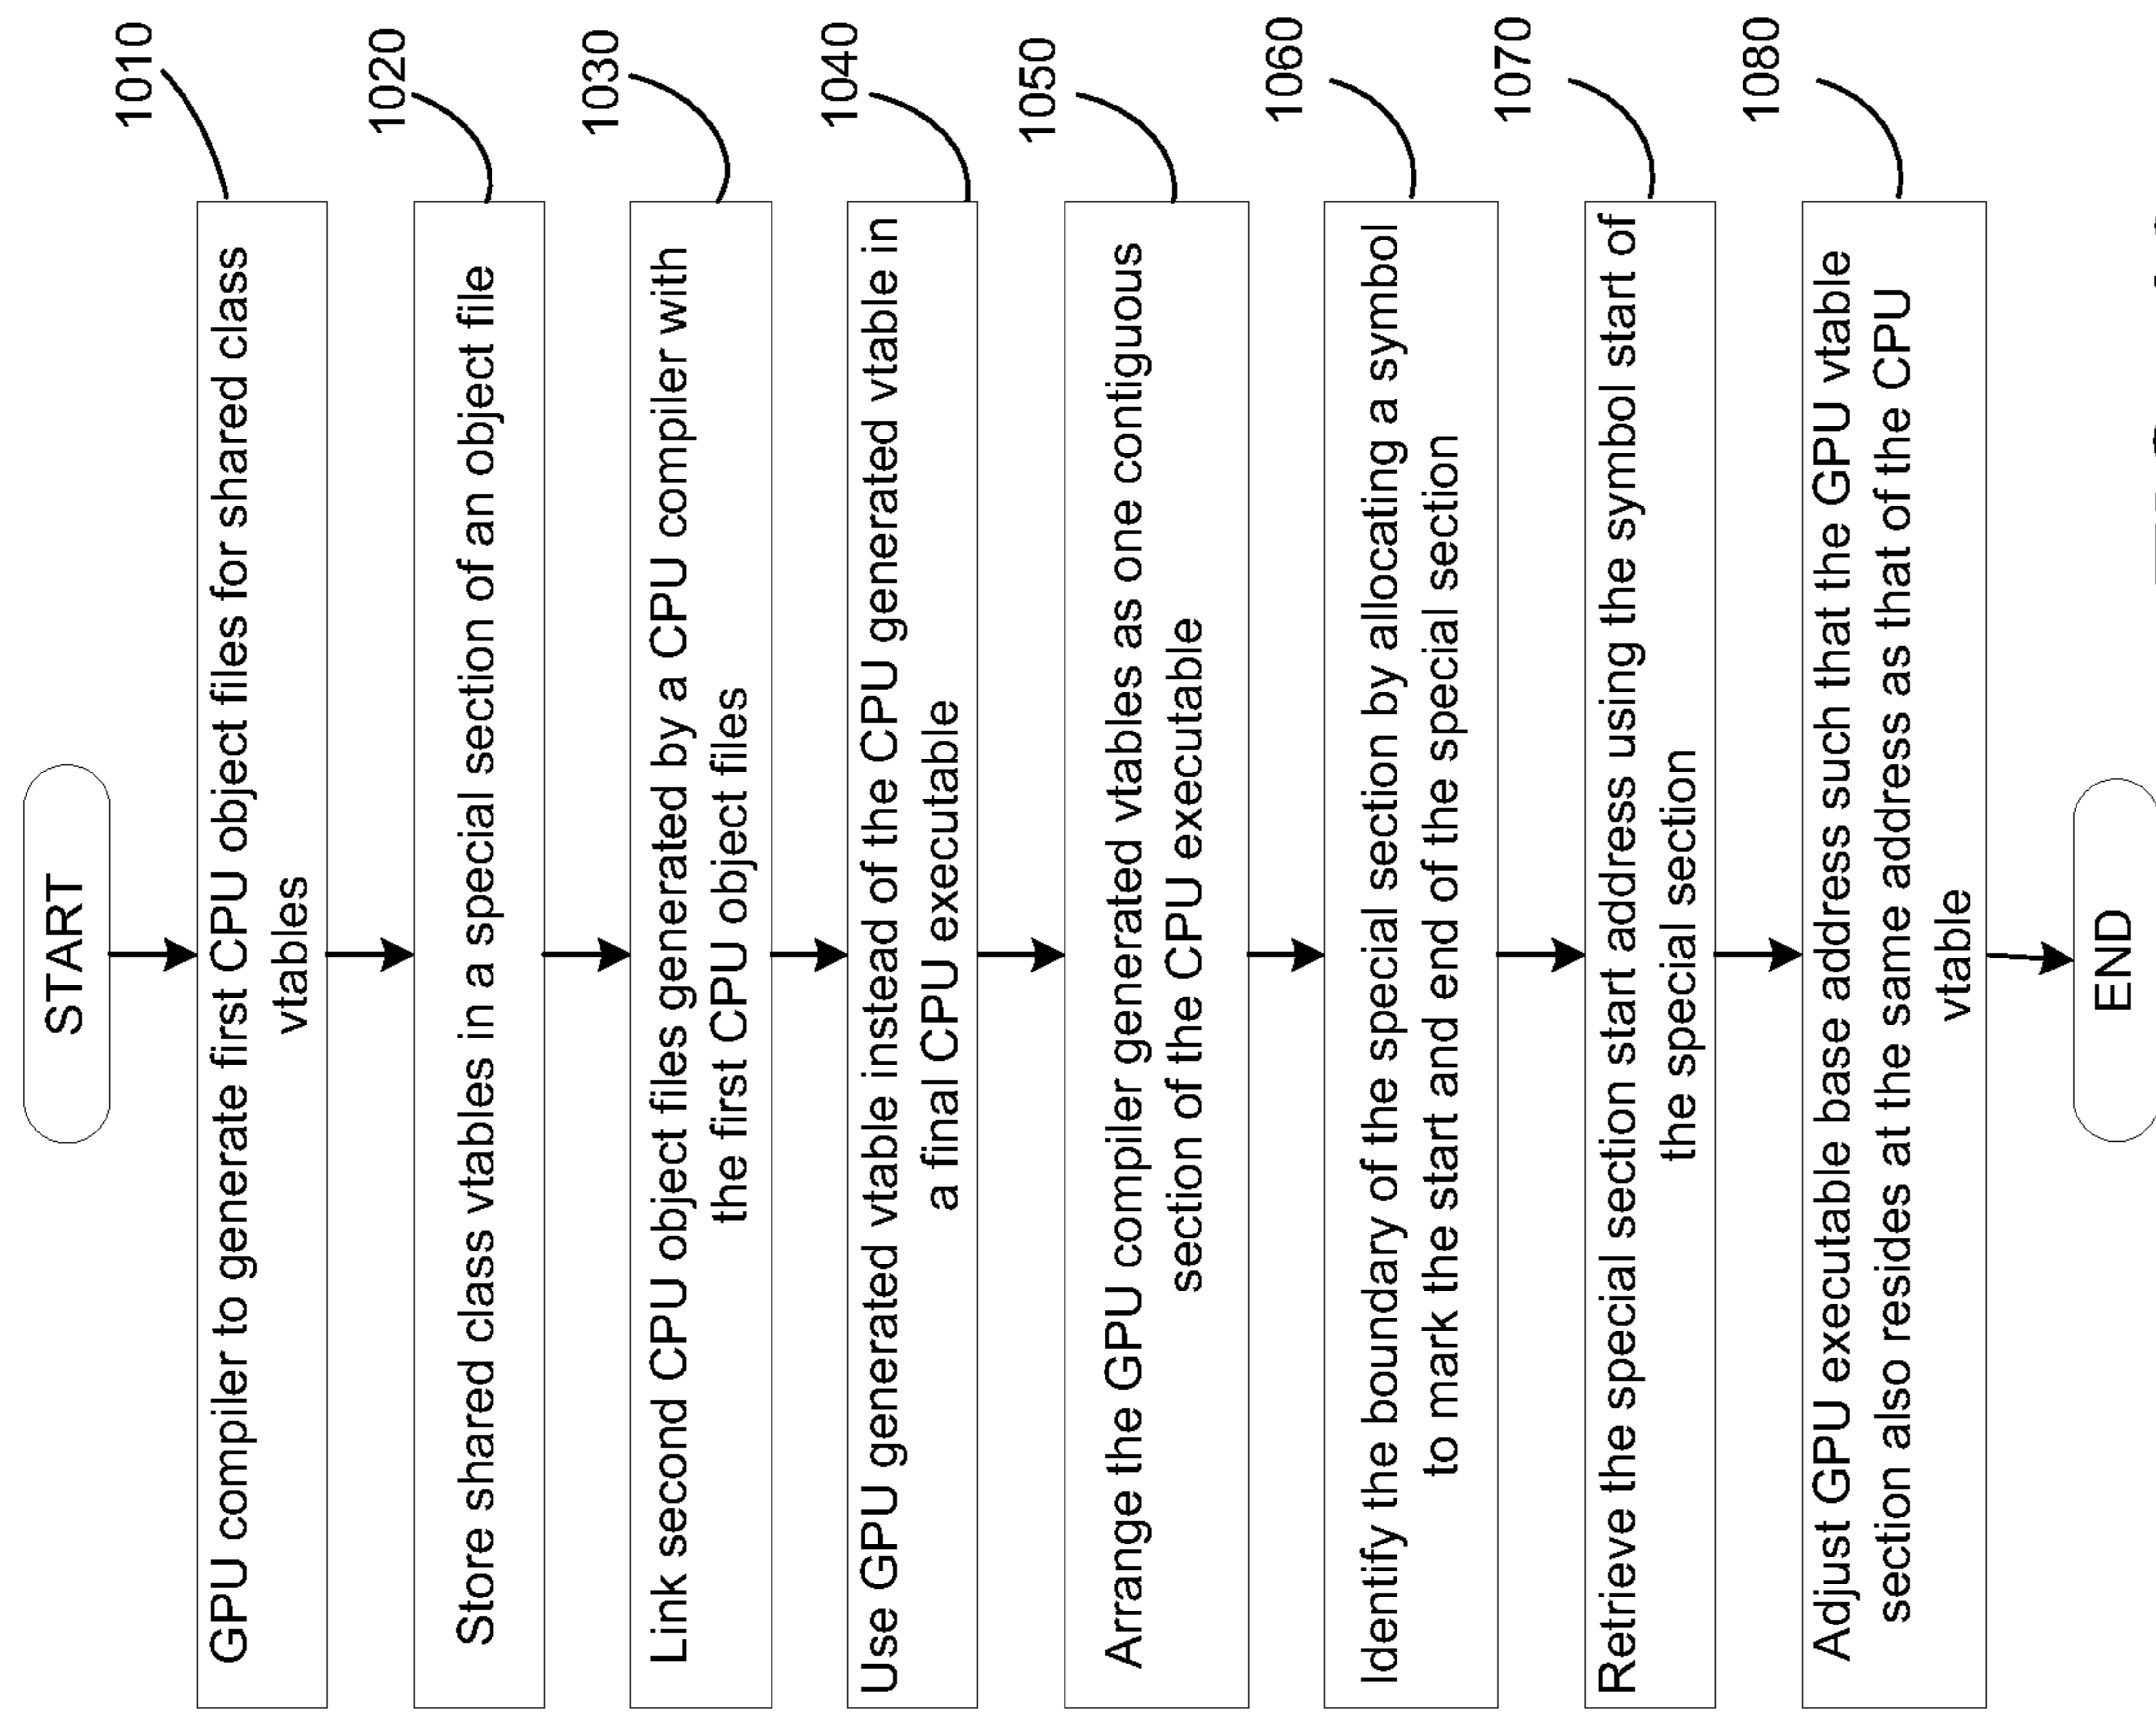 START
1010
GPU compiler to generate first CPU object files for shared class
vtables
1020
Store shared class vtables in a special section of an object file
1030
Link second CPU object files generated by a CPU compiler with
the first CPU object files
1040
Use GPU generated vtable instead of the CPU generated vtable in
a final CPU executable
1050
Arrange the GPU compiler generated vtables as one contiguous
section of the CPU executable
1060
Identify the boundary of the special section by allocating a symbol
to mark the start and end of the special section
1070
Retrieve the special section start address using the symbol start of
the special section
1080
Adjust GPU executable base address such that the GPU vtable
section also resides at the same address as that of the CPU
vtable
END